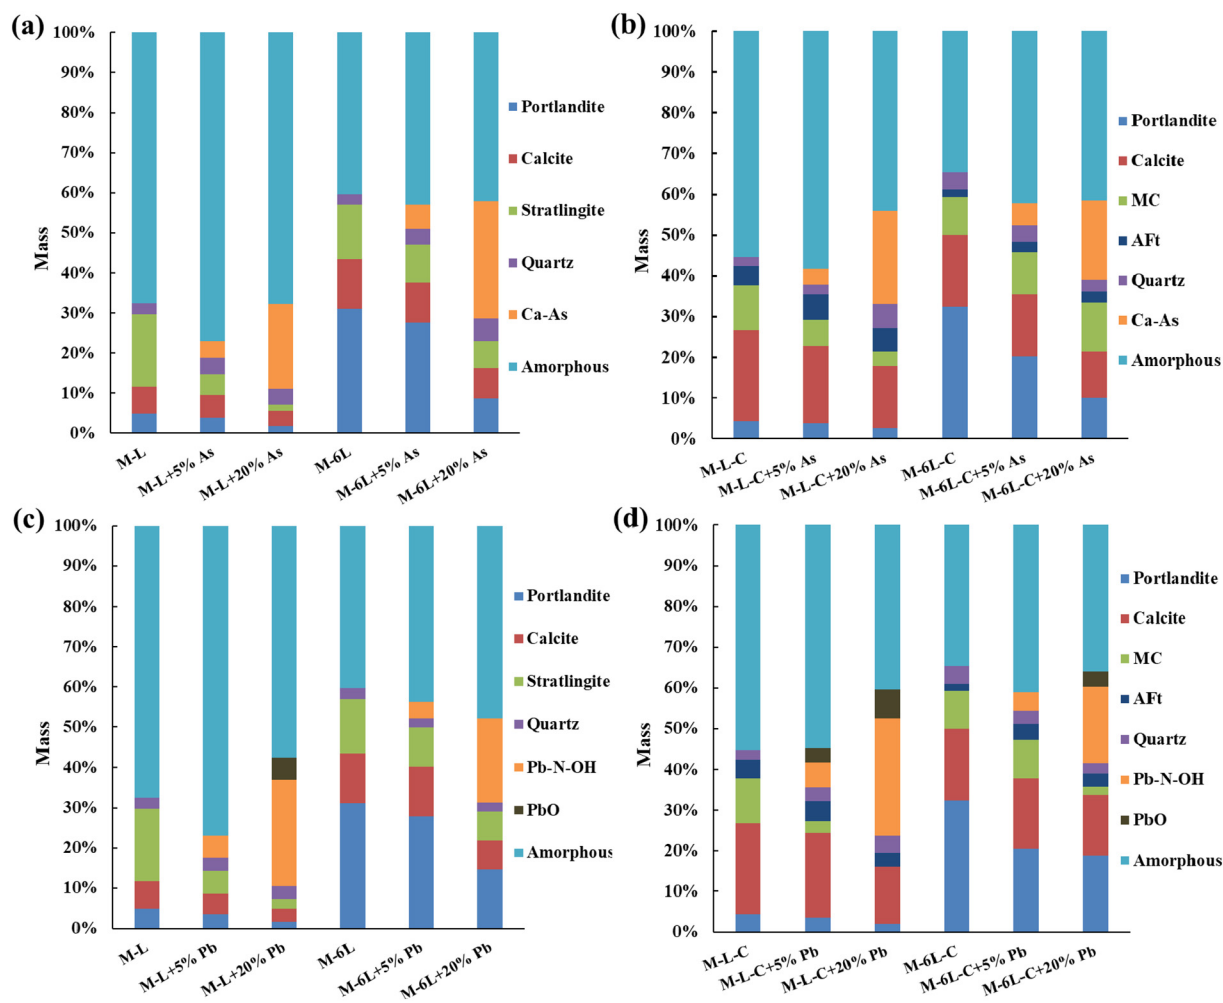 (a)
100%
90%
80%
70%
60%
50%
40%
30%
20%
10%
0%
Mass
M-L
M-L+5% As
M-L+20% As
M-6L
M-6L+5% As
M-6L+20% As
Portlandite
Calcite
Stratlingite
Quartz
Ca-As
Amorphous
(b)
100%
90%
80%
70%
60%
50%
40%
30%
20%
10%
0%
Mass
M-L-C
M-L-C+5% As
M-L-C+20% As
M-6L-C
M-6L-C+5% As
M-6L-C+20% As
Portlandite
Calcite
MC
AFt
Quartz
Ca-As
Amorphous
(c)
100%
90%
80%
70%
60%
50%
40%
30%
20%
10%
0%
Mass
M-L
M-L+5% Pb
M-L+20% Pb
M-6L
M-6L+5% Pb
M-6L+20% Pb
Portlandite
Calcite
Stratlingite
Quartz
Pb-N-OH
PbO
Amorphous
(d)
100%
90%
80%
70%
60%
50%
40%
30%
20%
10%
0%
Mass
M-L-C
M-L-C+5% Pb
M-L-C+20% Pb
M-6L-C
M-6L-C+5% Pb
M-6L-C+20% Pb
Portlandite
Calcite
MC
AFt
Quartz
Pb-N-OH
PbO
Amorphous